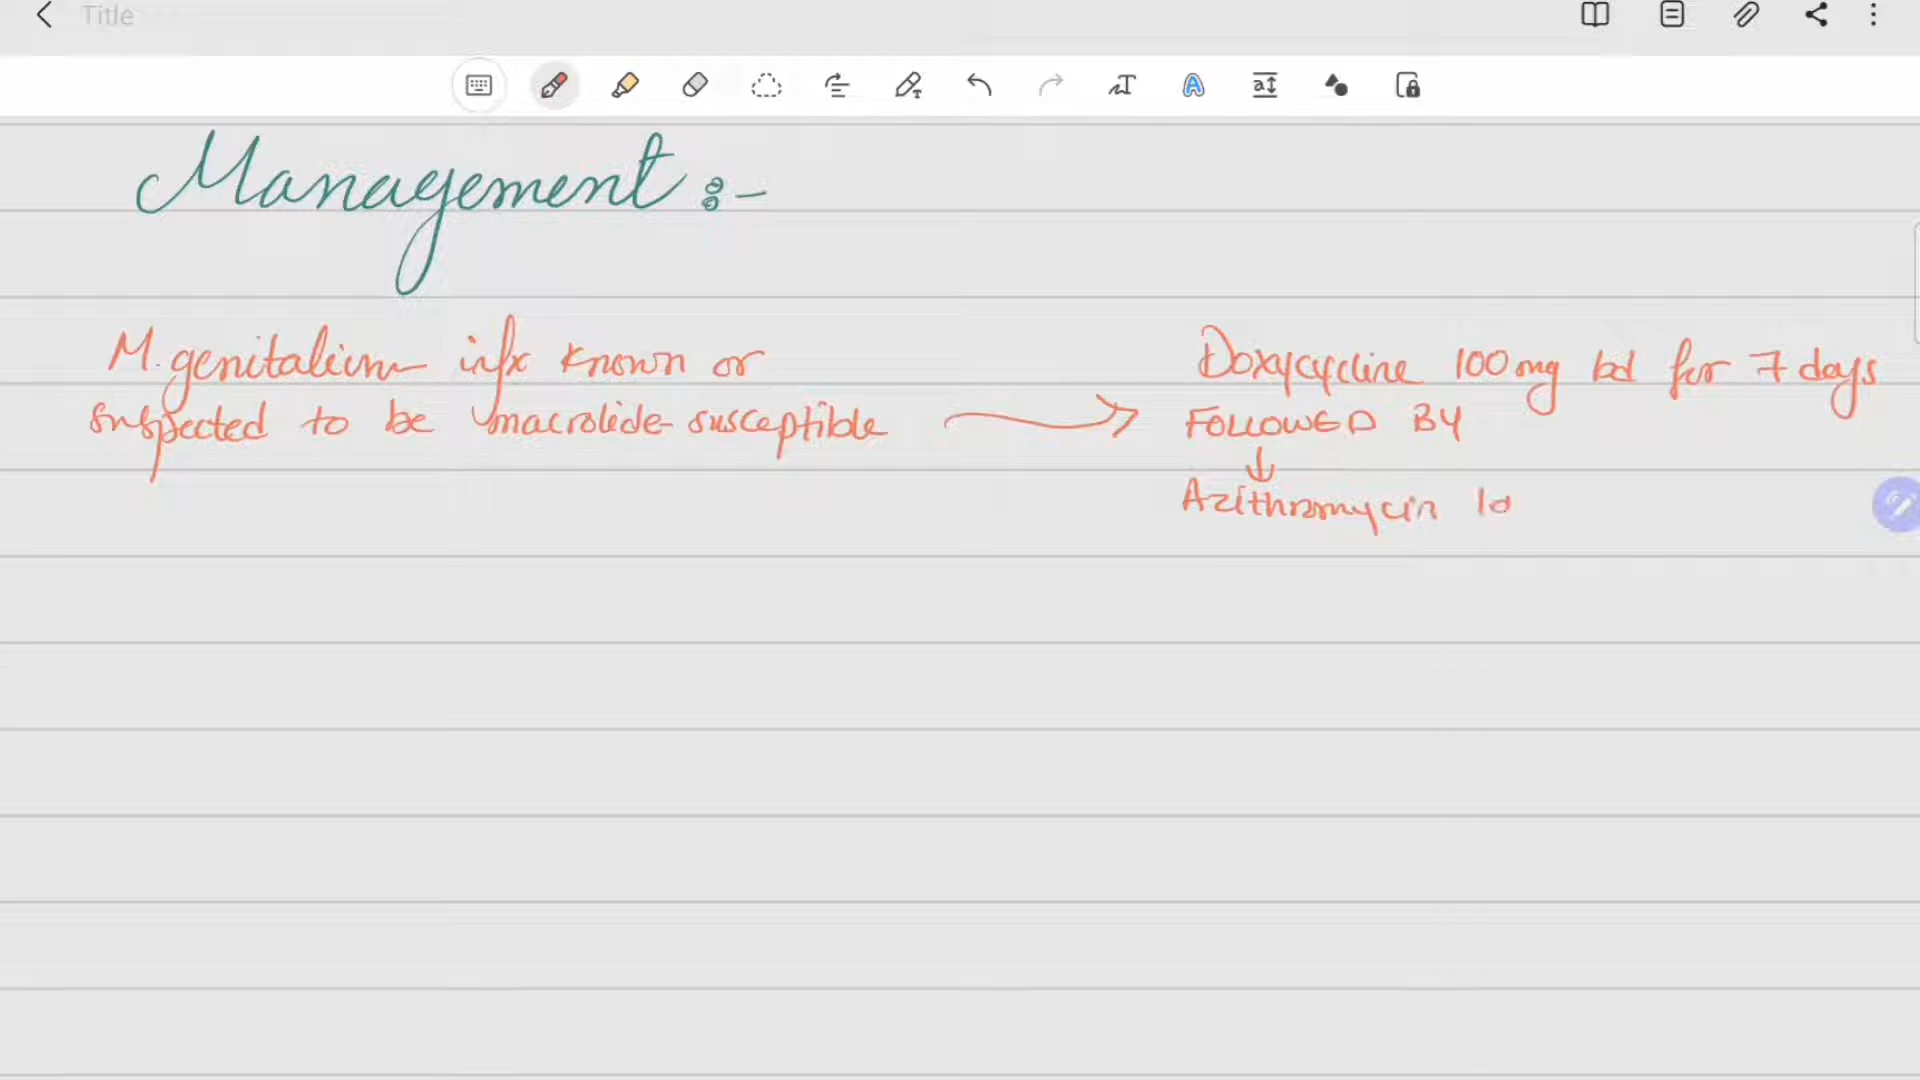 Title
Management :-
M. genitalium infx known or
suspected to be macrolide-susceptible
Doxycycline 100mg bd for 7 days
FOLLOWED BY
Azithromycin 1